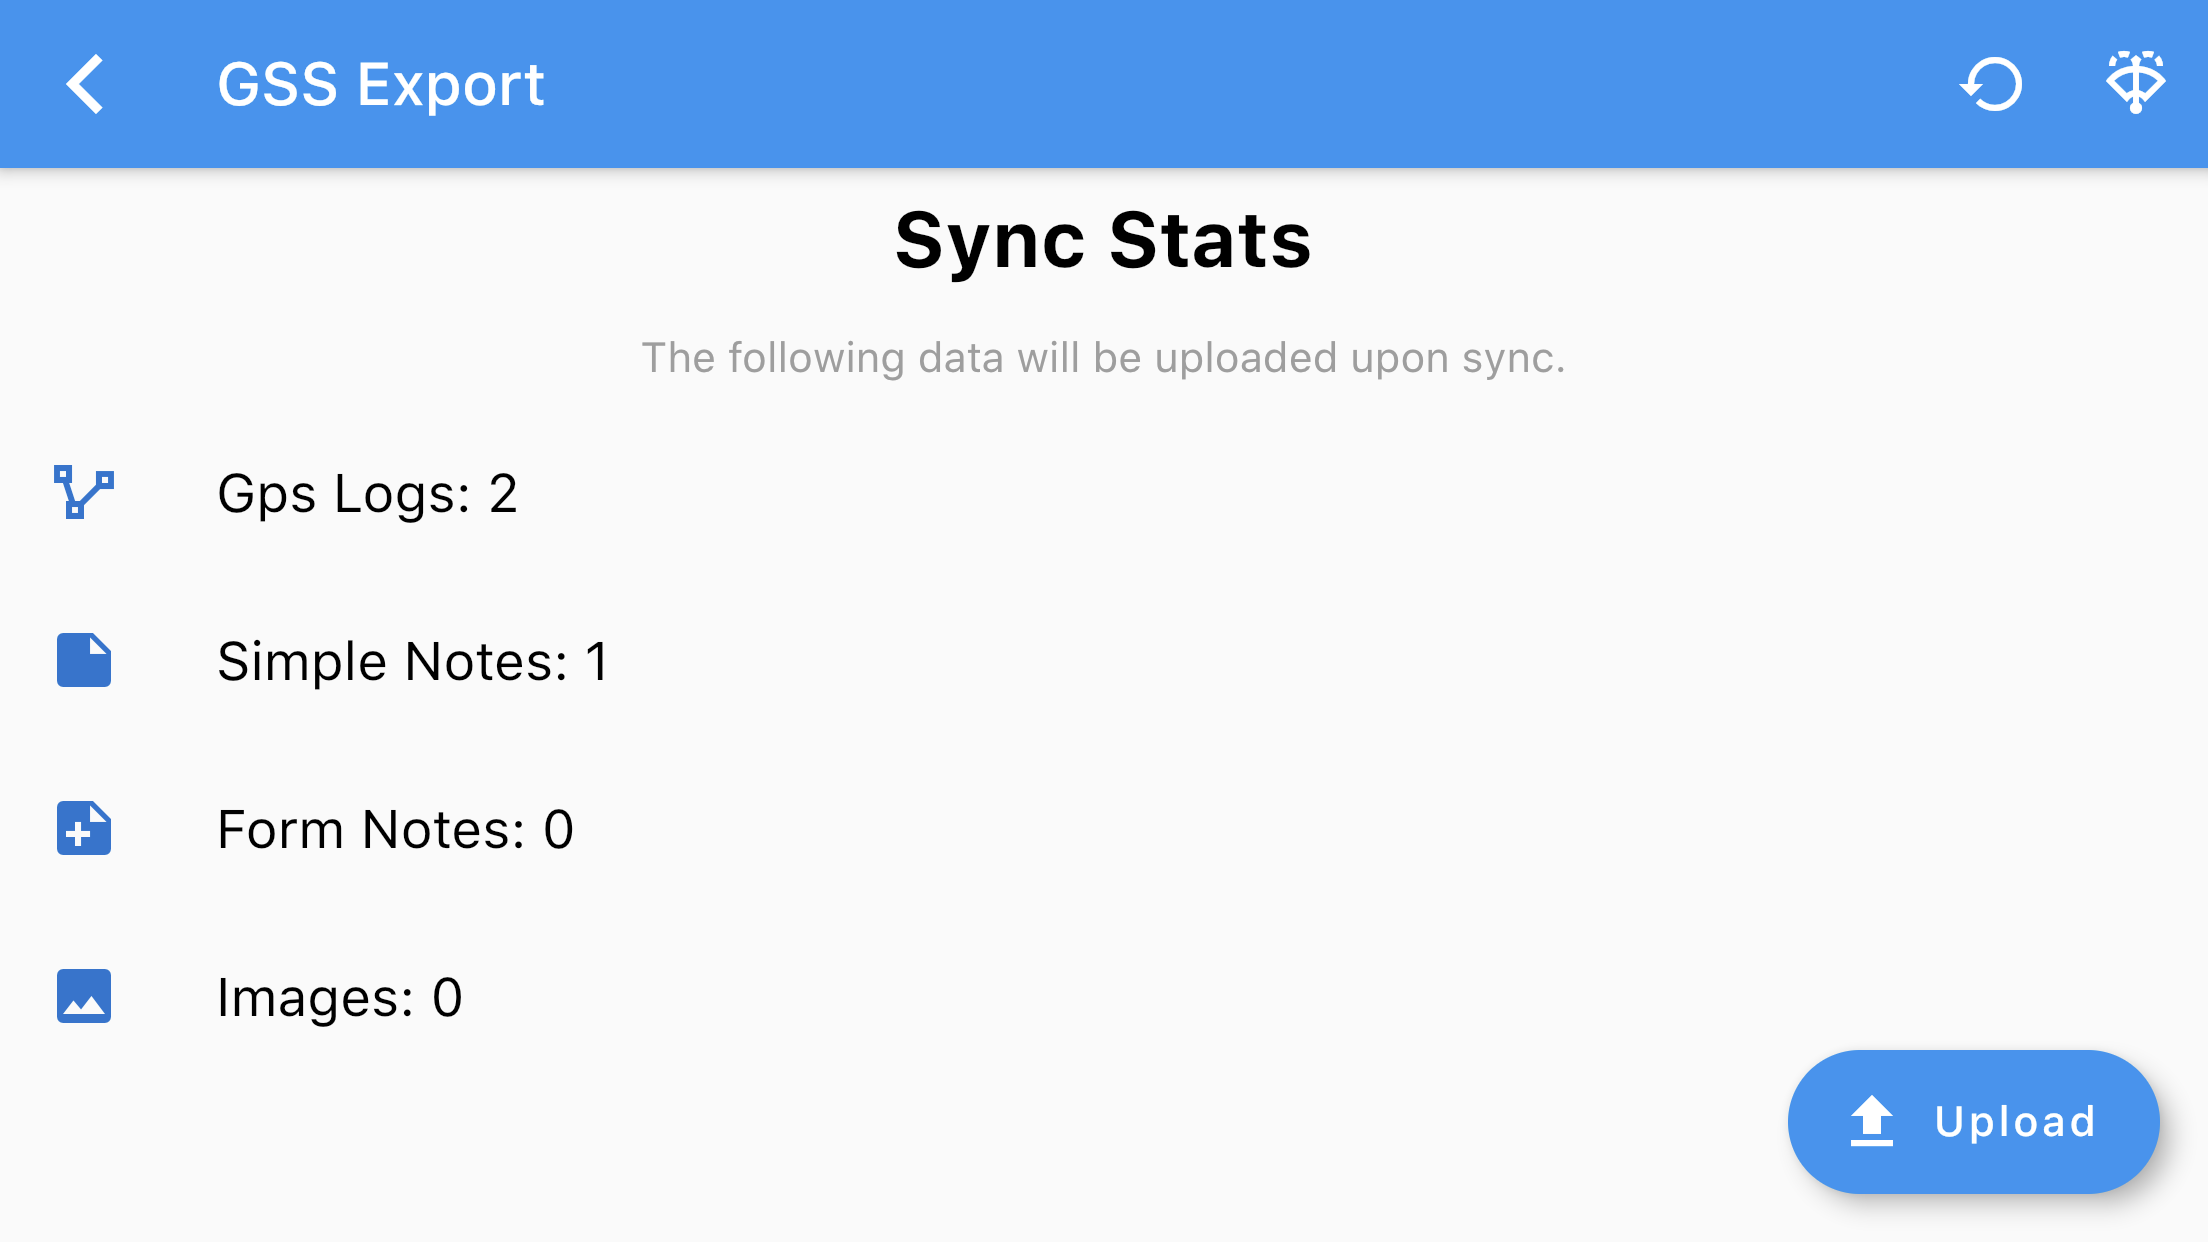 GSS Export
Sync Stats
The following data will be uploaded upon sync.
Gps Logs: 2
Simple Notes: 1
Form Notes: 0
Images: 0
Upload